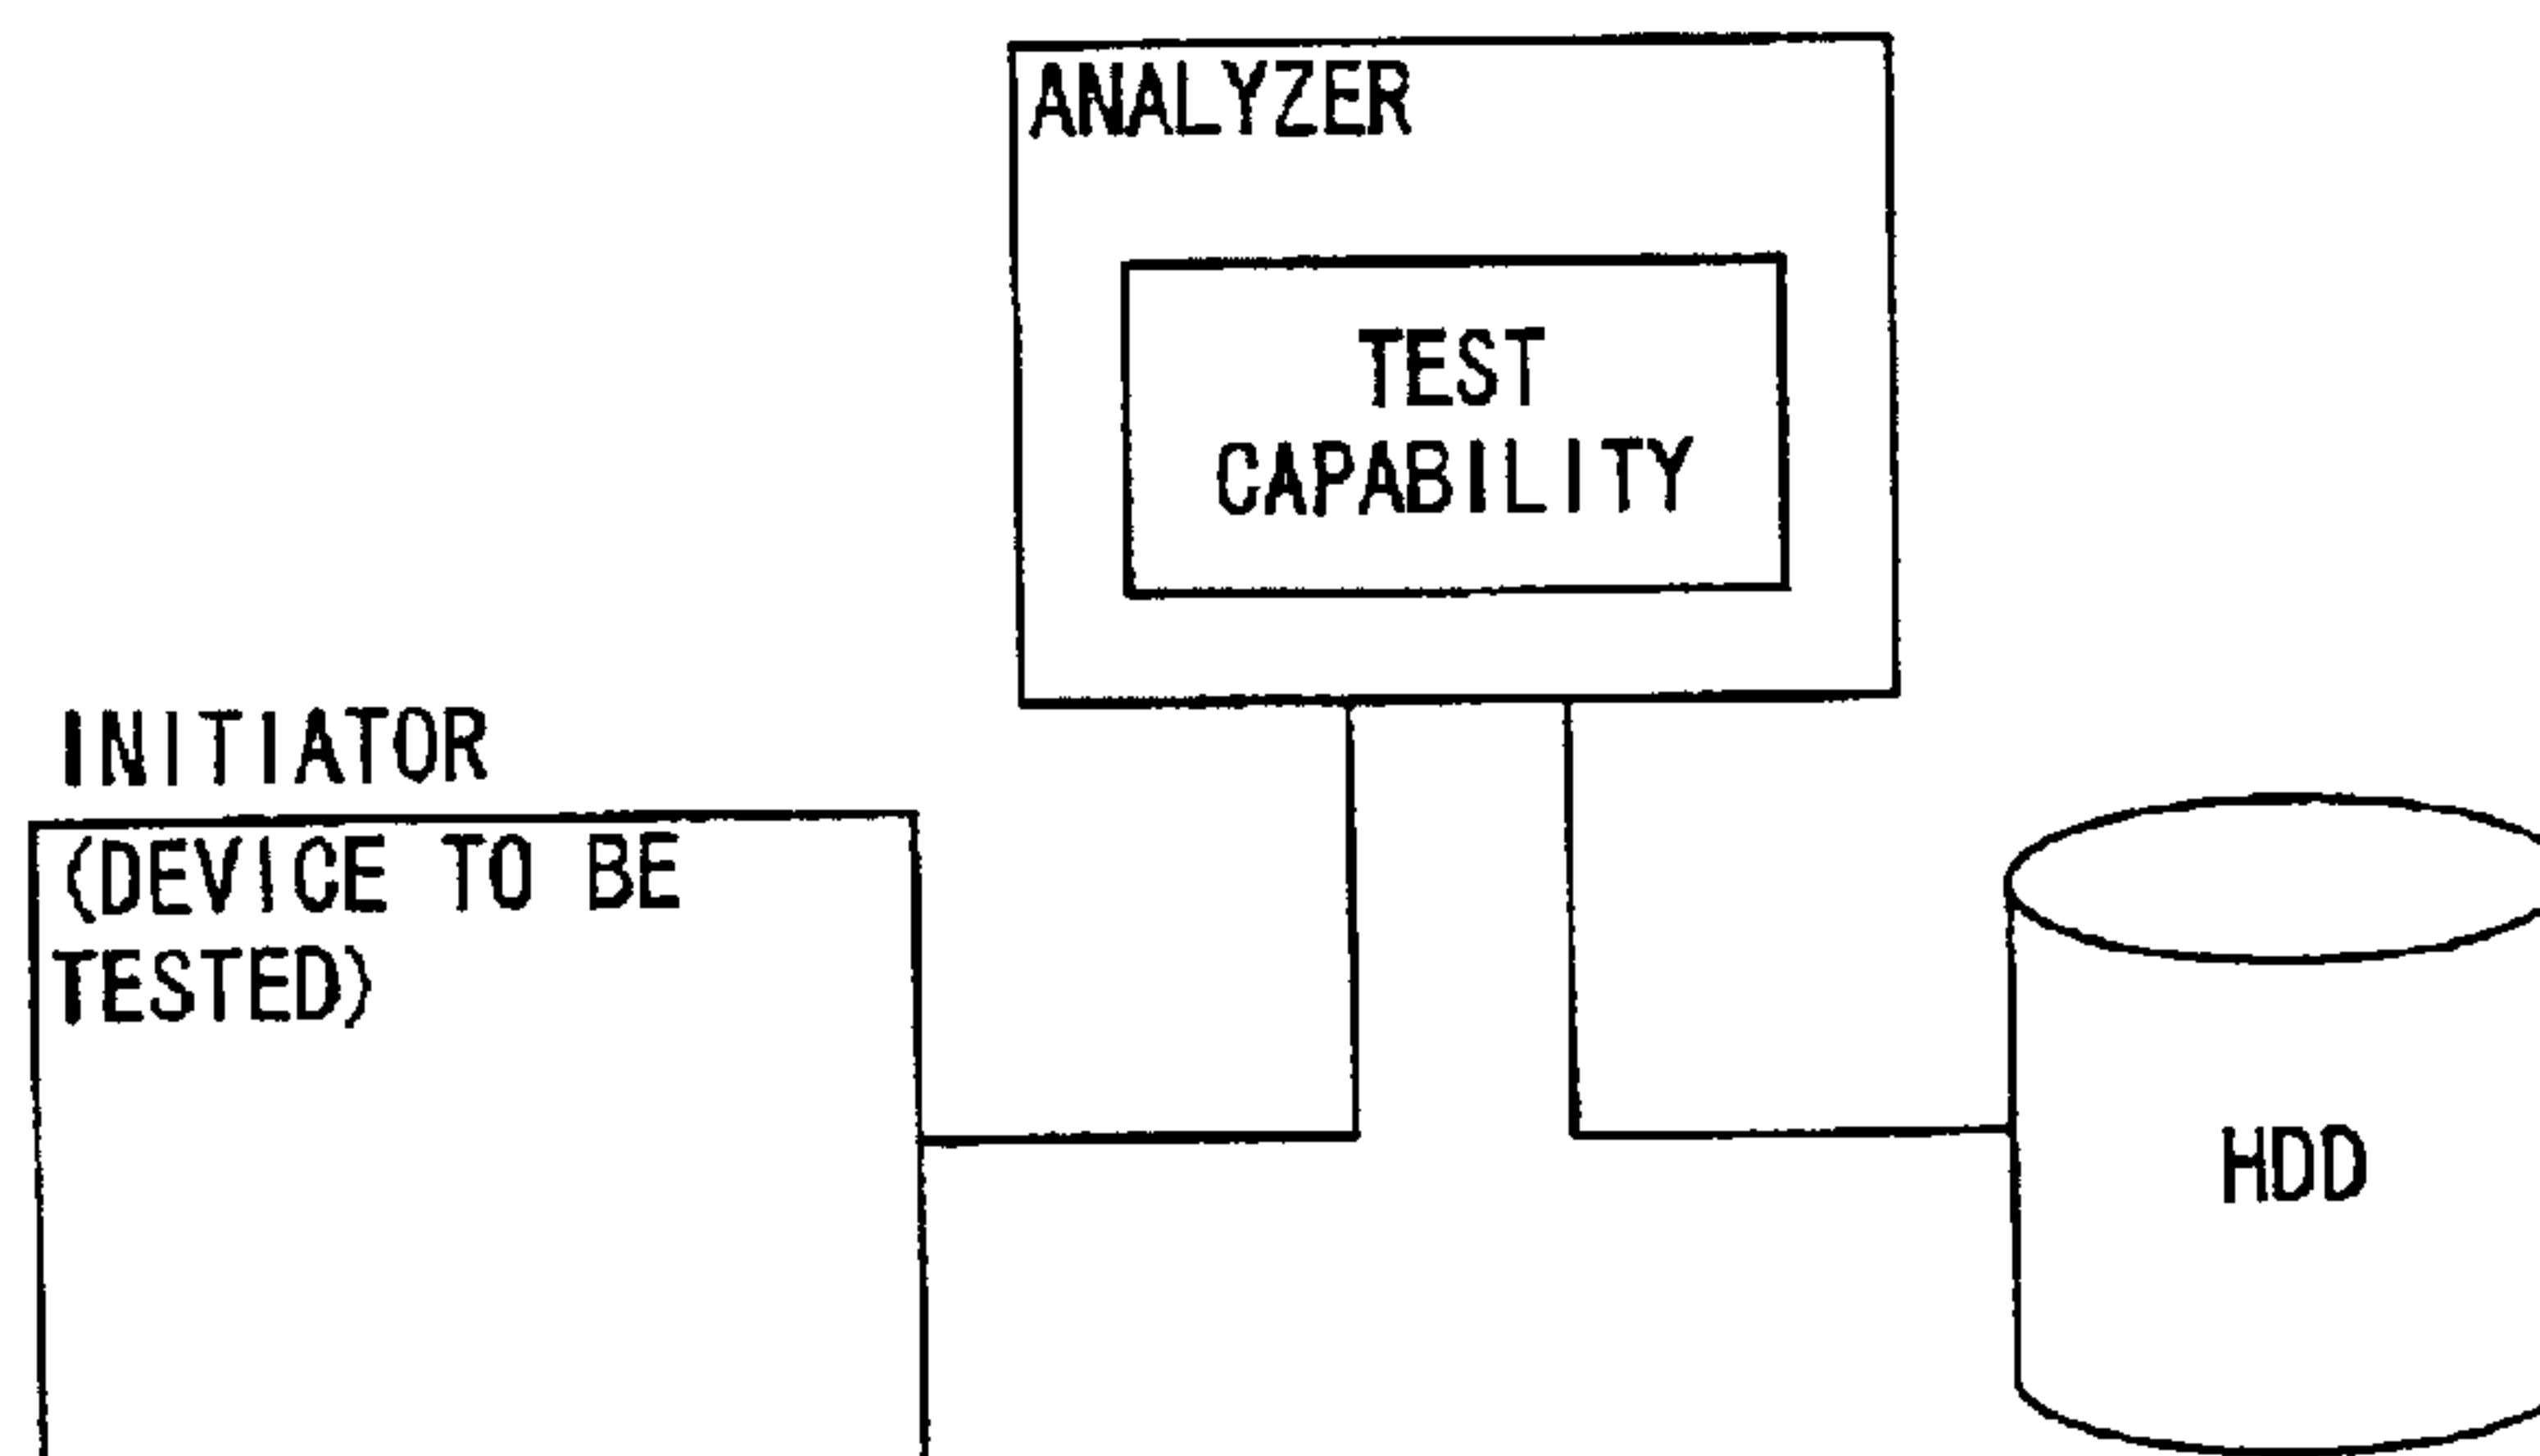 ANALYZER
TEST
CAPABILITY
INITIATOR
(DEVICE TO BE
TESTED)
HDD